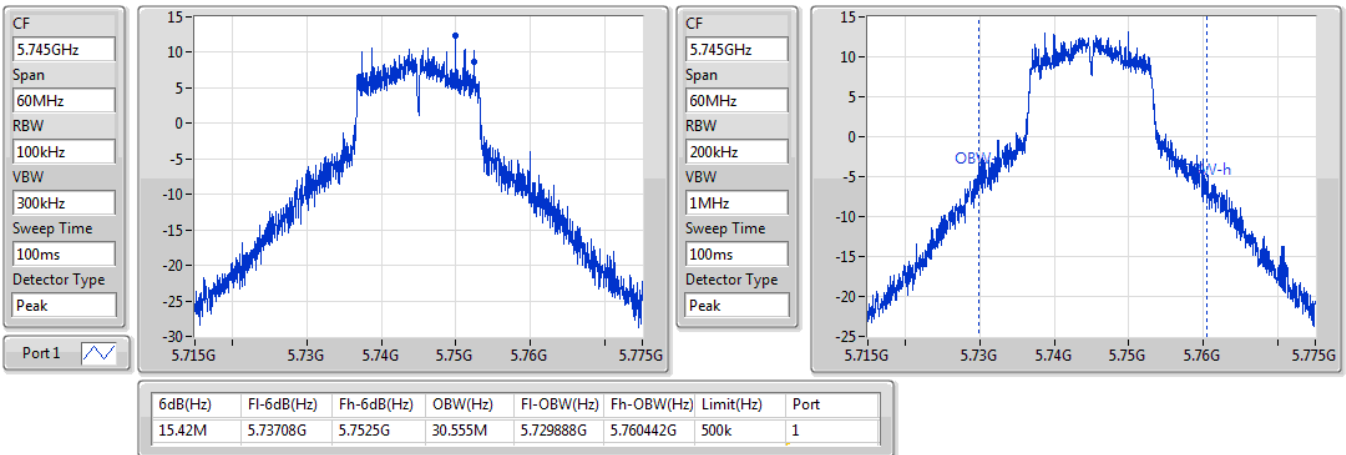 CF
5.745GHz
Span
60MHz
RBW
100kHz
VBW
300kHz
Sweep Time
100ms
Detector Type
Peak
Port 1
15
10
5
0
-5
-10
-15
-20
-25
-30
5.715G 5.73G 5.74G 5.75G 5.76G 5.775G
CF
5.745GHz
Span
60MHz
RBW
200kHz
VBW
1MHz
Sweep Time
100ms
Detector Type
Peak
15
10
5
0
-5
-10
-15
-20
-25
OBW
W-h
5.715G 5.73G 5.74G 5.75G 5.76G 5.775G
6dB(Hz) Fl-6dB(Hz) Fh-6dB(Hz) OBW(Hz) Fl-OBW(Hz) Fh-OBW(Hz) Limit(Hz) Port
15.42M 5.73708G 5.7525G 30.555M 5.729888G 5.760442G 500k 1